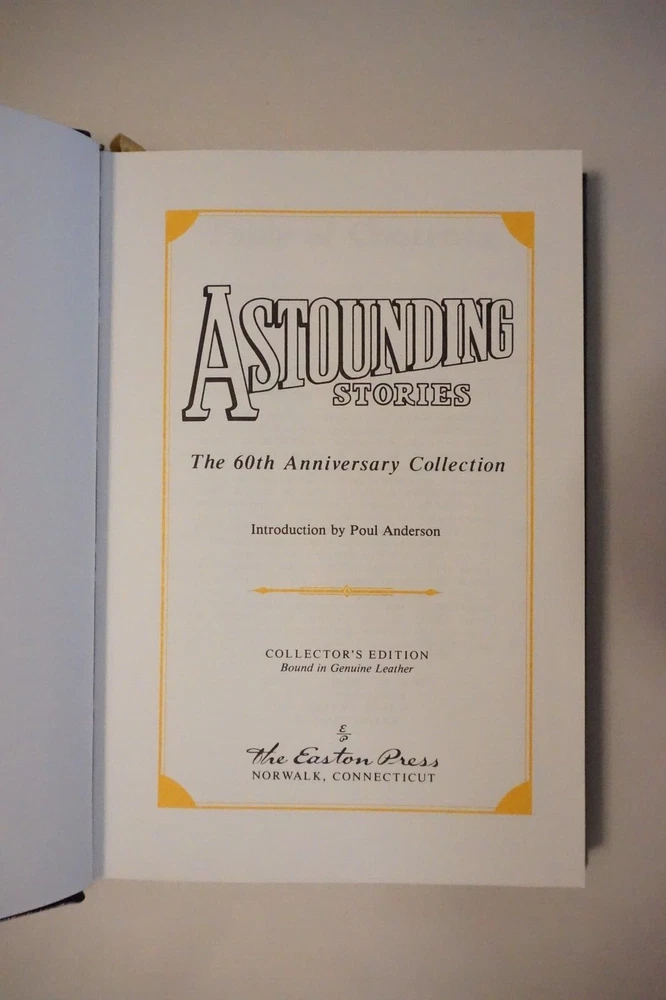 ASTOUNDING
STORIES
The 60th Anniversary Collection
Introduction by Poul Anderson
COLLECTOR'S EDITION
Bound in Genuine Leather
E
P
The Easton Press
NORWALK, CONNECTICUT